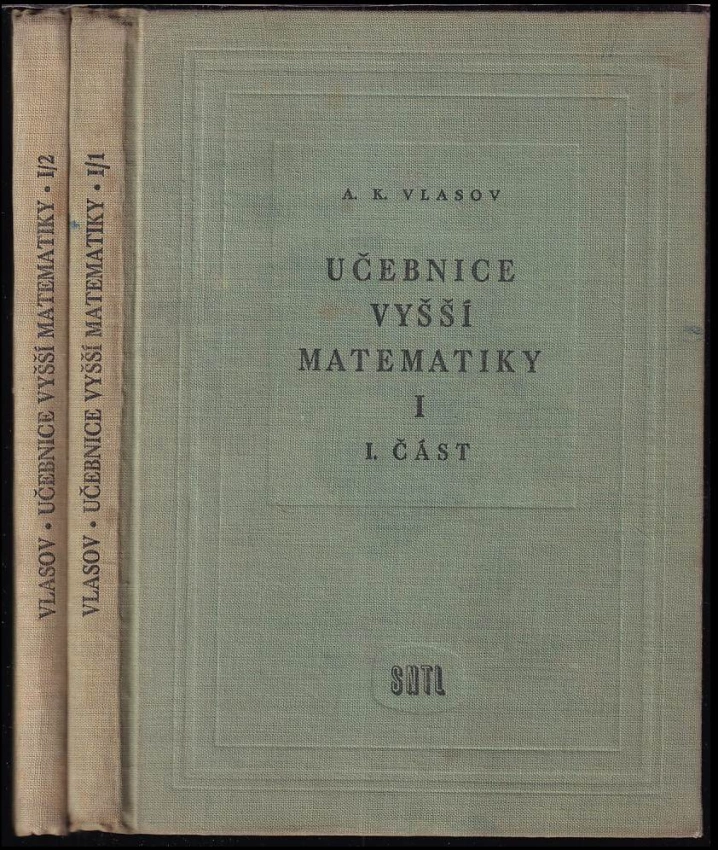 VLASOV • UČEBNICE VYŠŠÍ MATEMATIKY • I/2
VLASOV • UČEBNICE VYŠŠÍ MATEMATIKY • I/1
A. K. VLASOV
UČEBNICE
VYŠŠÍ
MATEMATIKY
I
I. ČÁST
SNTL